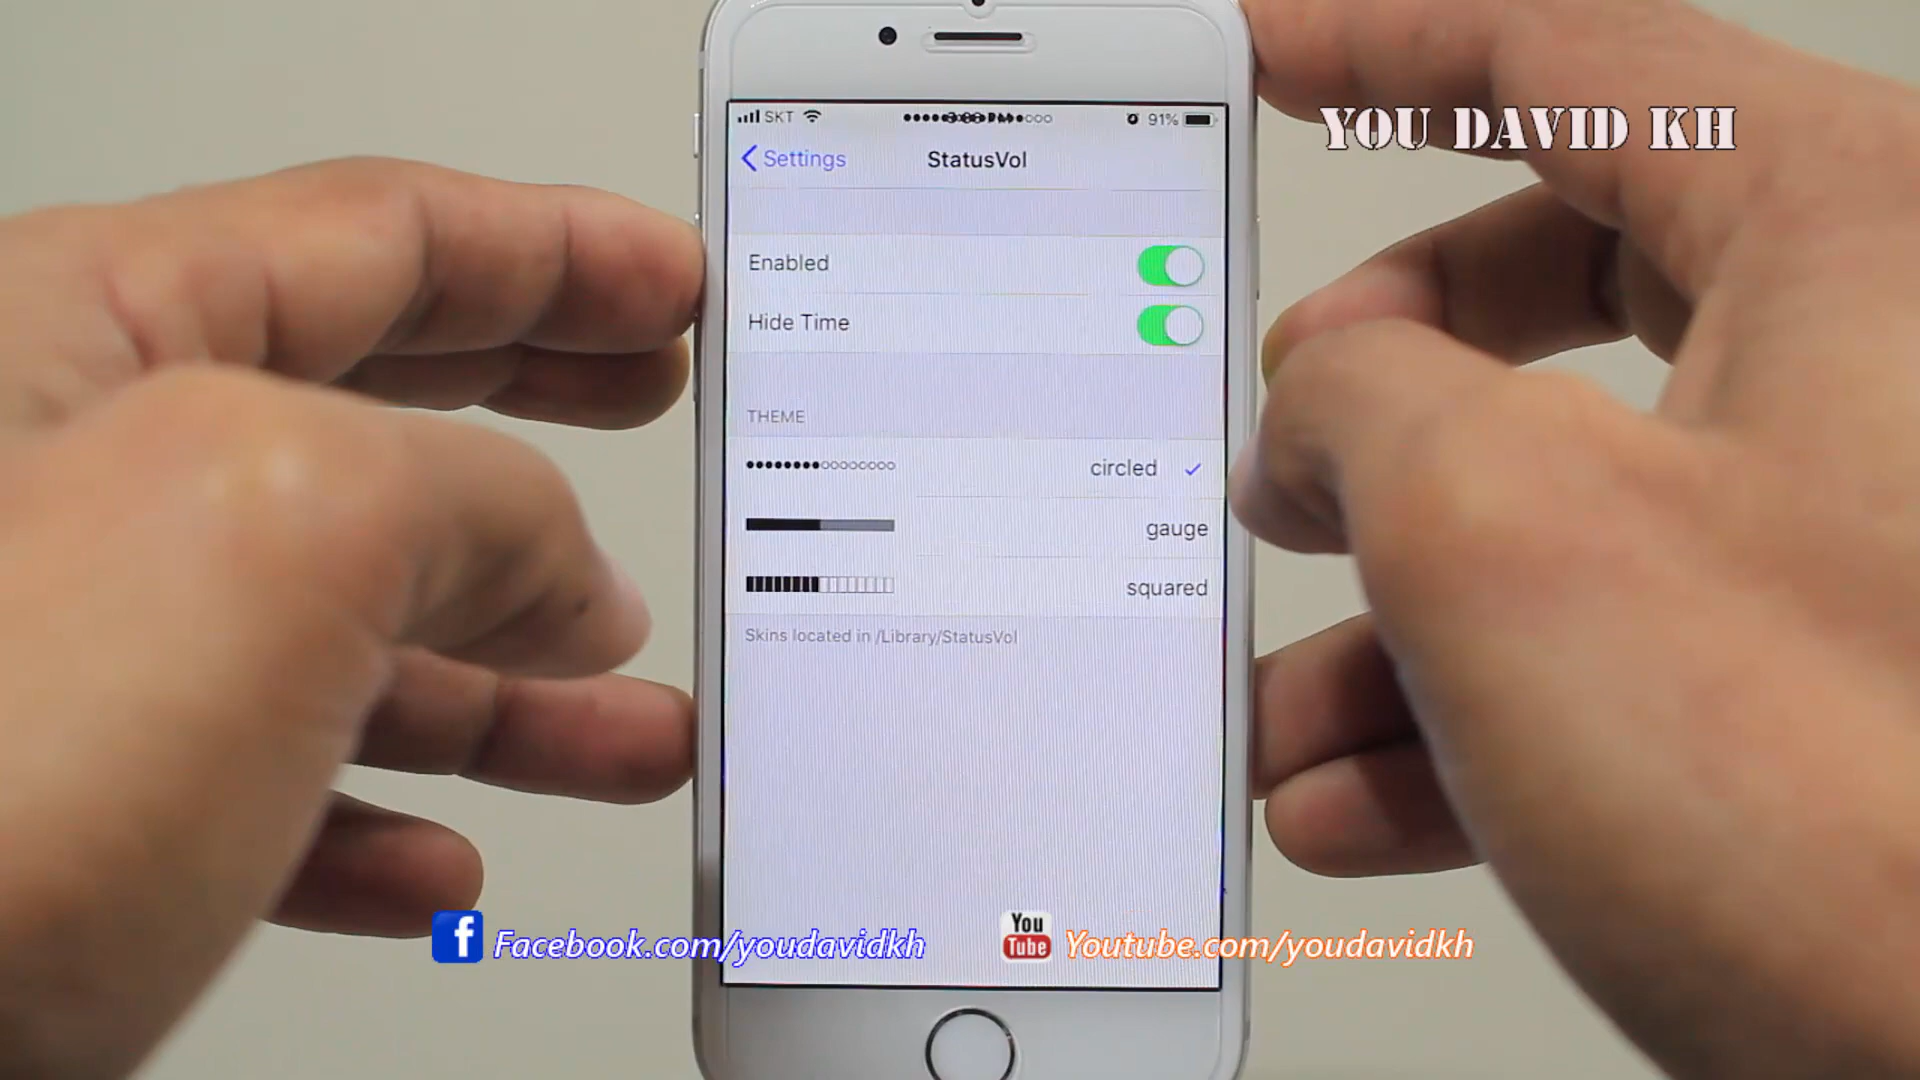 SKT
91%
YOU DAVID KH
Settings
StatusVol
Enabled
Hide Time
THEME
circled
gauge
squared
Skins located in /Library/StatusVol
Facebook.com/youdavidkh
You
Tube
Youtube.com/youdavidkh